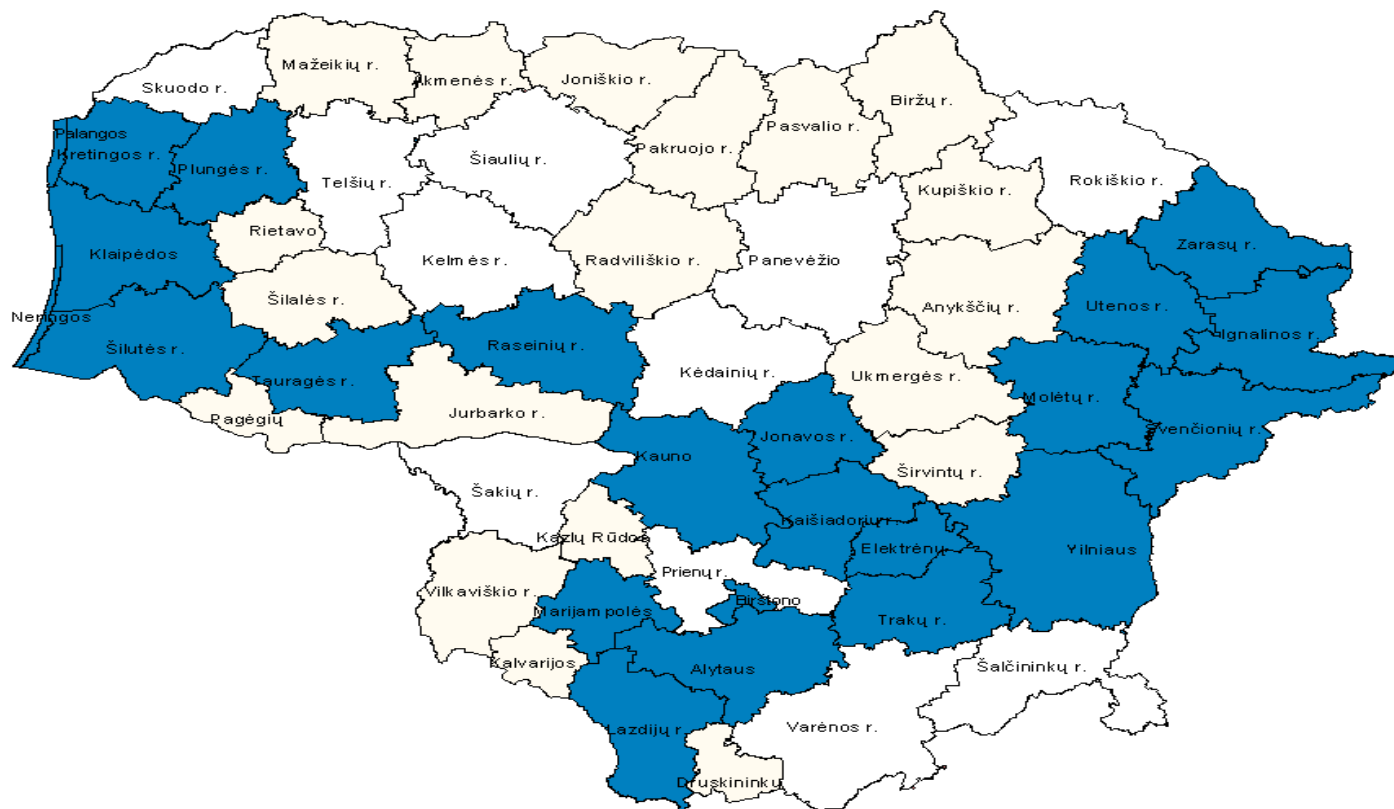 Mažeikių r.
Akmenės r.
Joniškio r.
Skuodo r.
Biržų r.
Pasvalio r.
Palangos
Kretingos r.
Plungės r.
Telšių r.
Šiaulių r.
Pakruojo r.
Kupiškio r.
Rokiškio r.
Rietavo
Klaipėdos
Kelmės r.
Radviliškio r.
Panevėžio
Zarasų r.
Šilalės r.
Anykščių r.
Utenos r.
Neringos
Ignalinos r.
Šilutės r.
Raseinių r.
Tauragės r.
Kėdainių r.
Ukmergės r.
Molėtų r.
Pagėgių
Jurbarko r.
Jonavos r.
Švenčionių r.
Kauno
Širvintų r.
Šakių r.
Kaišiadorių r.
Kazlų Rūdos
Elektrėnų
Vilniaus
Prienų r.
Vilkaviškio r.
Birštono
Marijampolės
Trakų r.
Kalvarijos
Alytaus
Šalčininkų r.
Lazdijų r.
Varėnos r.
Druskininkų